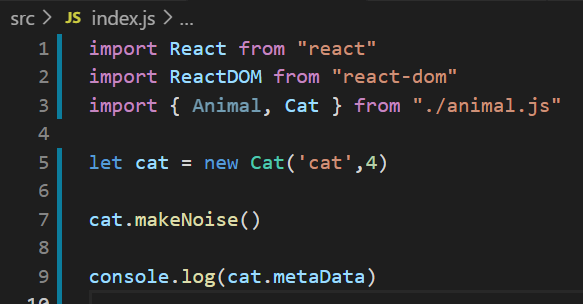 src > JS index.js > ...
1 import React from "react"
2 import ReactDOM from "react-dom"
3 import { Animal, Cat } from "./animal.js"
4
5 let cat = new Cat('cat',4)
6
7 cat.makeNoise()
8
9 console.log(cat.metaData)
10